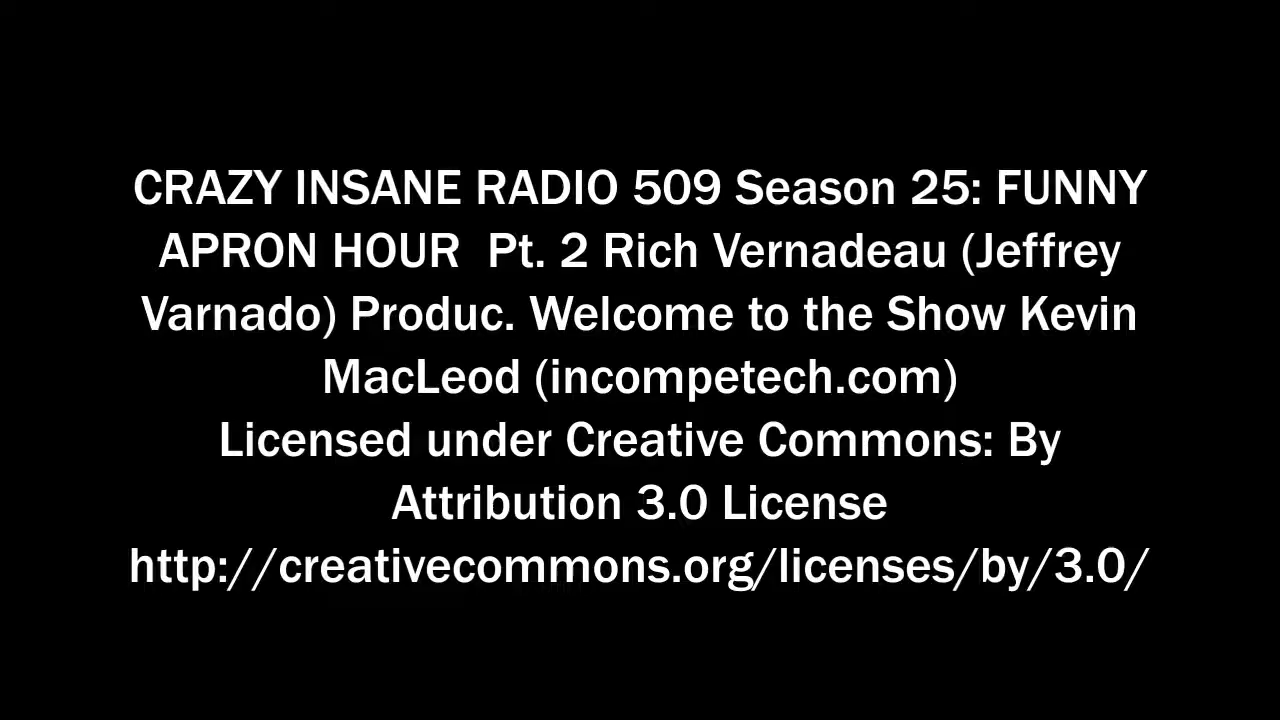 CRAZY INSANE RADIO 509 Season 25: FUNNY
APRON HOUR  Pt. 2 Rich Vernadeau (Jeffrey
Varnado) Produc. Welcome to the Show Kevin
MacLeod (incompetech.com)
Licensed under Creative Commons: By
Attribution 3.0 License
http://creativecommons.org/licenses/by/3.0/